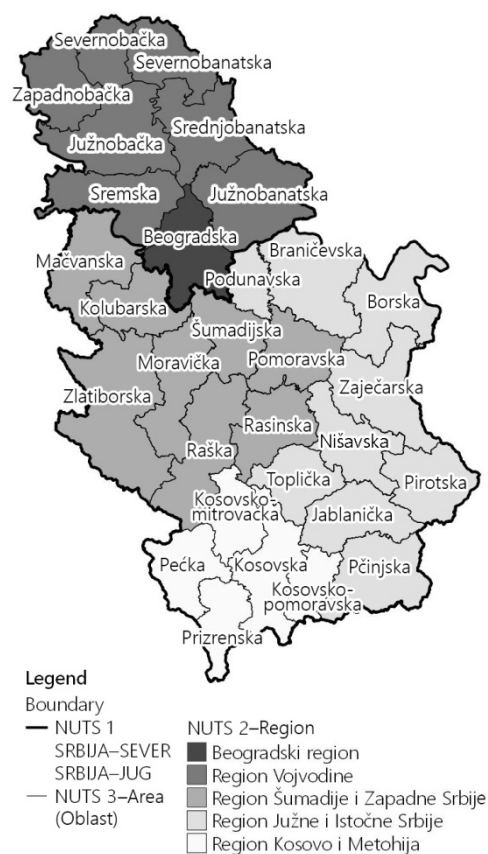 Severnobačka
Severnobanatska
Zapadnobačka
Srednjobanatska
Južnobačka
Sremska
Južnobanatska
Beogradska
Mačvanska
Braničevska
Podunavska
Kolubarska
Borska
Šumadijska
Moravička
Pomoravska
Zlatiborska
Zaječarska
Rasinska
Nišavska
Raška
Toplička
Pirotska
Kosovsko-
mitrovačka
Jablanička
Pećka
Kosovska
Pčinjska
Kosovsko-
pomoravska
Prizrenska
Legend
Boundary
NUTS 1
SRBIJA–SEVER
SRBIJA–JUG
NUTS 3–Area
(Oblast)
NUTS 2–Region
Beogradski region
Region Vojvodine
Region Šumadije i Zapadne Srbije
Region Južne i Istočne Srbije
Region Kosovo i Metohija